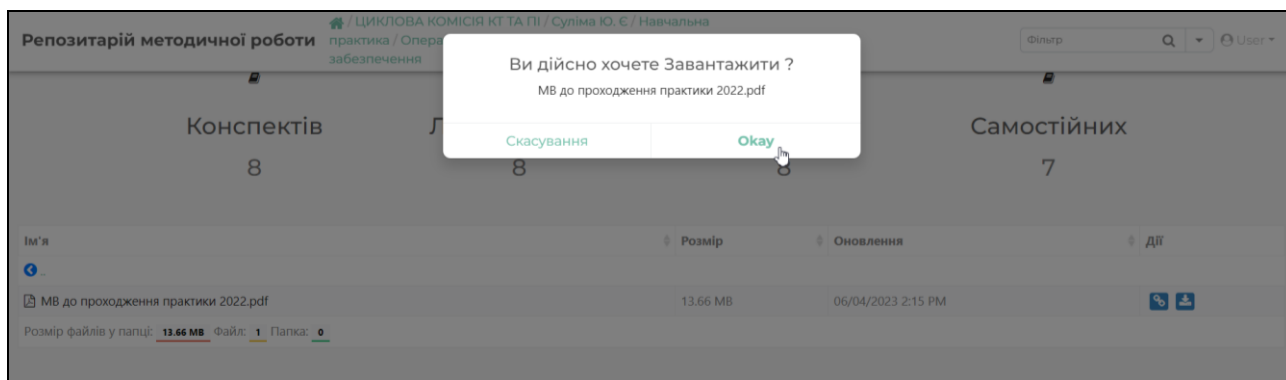 Репозитарій методичної роботи
/ ЦИКЛОВА КОМІСІЯ КТ ТА ПІ / Суліма Ю. Є / Навчальна
практика / Опера
забезпечення
Фільтр
User
Ви дійсно хочете Завантажити ?
МВ до проходження практики 2022.pdf
Скасування Okay
Конспектів Самостійних
8 8 8 7
Ім'я Розмір Оновлення Дії
..
МВ до проходження практики 2022.pdf 13.66 MB 06/04/2023 2:15 PM
Розмір файлів у папці: 13.66 MB Файл: 1 Папка: 0